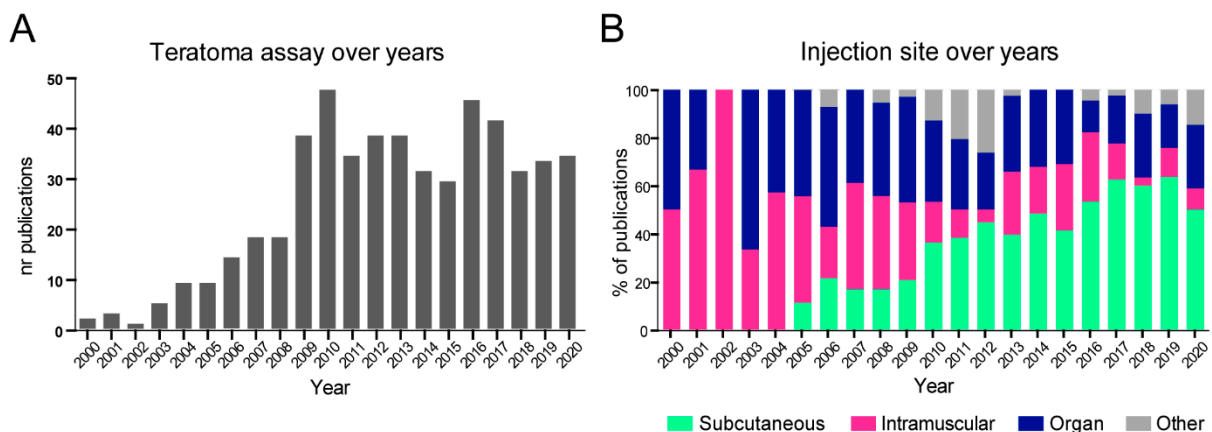 A
Teratoma assay over years
nr publications
50
40
30
20
10
0
2000 2001 2002 2003 2004 2005 2006 2007 2008 2009 2010 2011 2012 2013 2014 2015 2016 2017 2018 2019 2020
Year
B
Injection site over years
% of publications
100
80
60
40
20
0
2000 2001 2002 2003 2004 2005 2006 2007 2008 2009 2010 2011 2012 2013 2014 2015 2016 2017 2018 2019 2020
Year
Subcutaneous Intramuscular Organ Other